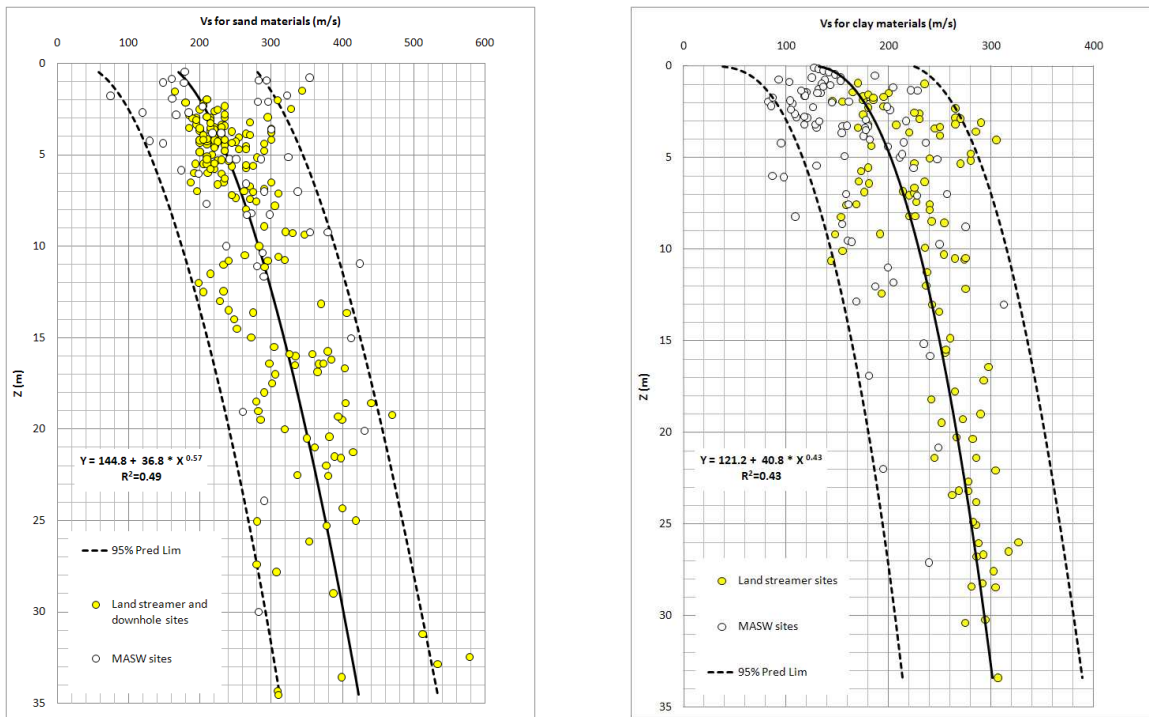 Vs for sand materials (m/s)
0 100 200 300 400 500 600
0
5
10
15
20
25
30
35
Z (m)
Y = 144.8 + 36.8 * X^0.57
R²=0.49
95% Pred Lim
Land streamer and
downhole sites
MASW sites
Vs for clay materials (m/s)
0 100 200 300 400
0
5
10
15
20
25
30
35
Z (m)
Y = 121.2 + 40.8 * X^0.43
R²=0.43
Land streamer sites
MASW sites
95% Pred Lim